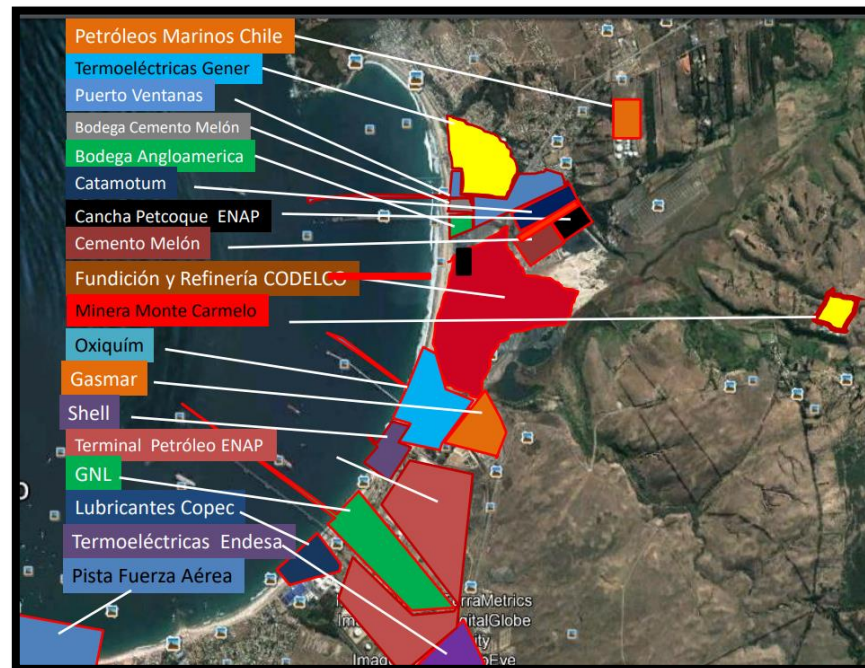 Petróleos Marinos Chile
Termoeléctricas Gener
Puerto Ventanas
Bodega Cemento Melón
Bodega Angloamerica
Catamotum
Cancha Petcoque ENAP
Cemento Melón
Fundición y Refinería CODELCO
Minera Monte Carmelo
Oxiquím
Gasmar
Shell
Terminal Petróleo ENAP
GNL
Lubricantes Copec
Termoeléctricas Endesa
Pista Fuerza Aérea